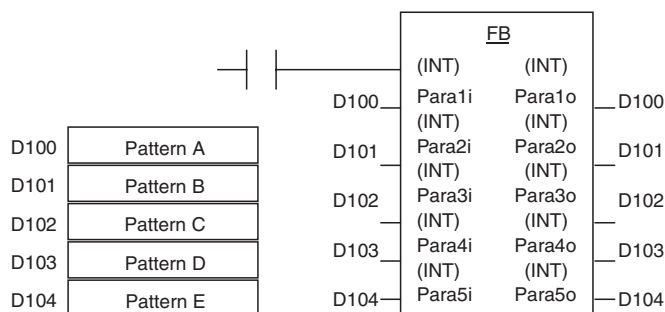 FB
(INT) (INT)
D100 Para1i Para1o D100
(INT) (INT)
D101 Para2i Para2o D101
(INT) (INT)
D102 Para3i Para3o D102
(INT) (INT)
D103 Para4i Para4o D103
(INT) (INT)
D104 Para5i Para5o D104
D100 Pattern A
D101 Pattern B
D102 Pattern C
D103 Pattern D
D104 Pattern E